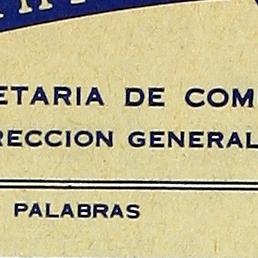 ETARIA DE COM
RECCION GENERAL
PALABRAS